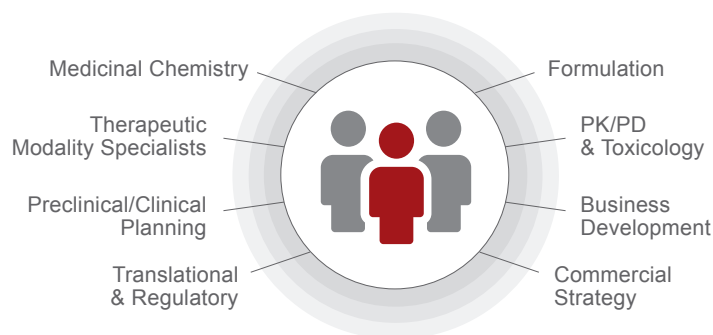 Medicinal Chemistry
Therapeutic
Modality Specialists
Preclinical/Clinical
Planning
Translational
& Regulatory
Formulation
PK/PD
& Toxicology
Business
Development
Commercial
Strategy